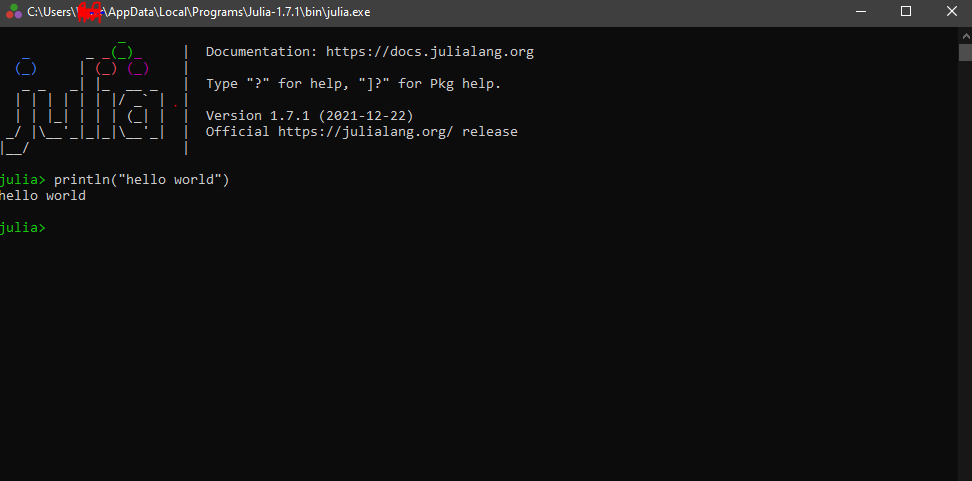 C:\Users\\AppData\Local\Programs\Julia-1.7.1\bin\julia.exe
Documentation: https://docs.julialang.org
Type "?" for help, "]?" for Pkg help.
Version 1.7.1 (2021-12-22)
Official https://julialang.org/ release
julia> println("hello world")
hello world
julia>